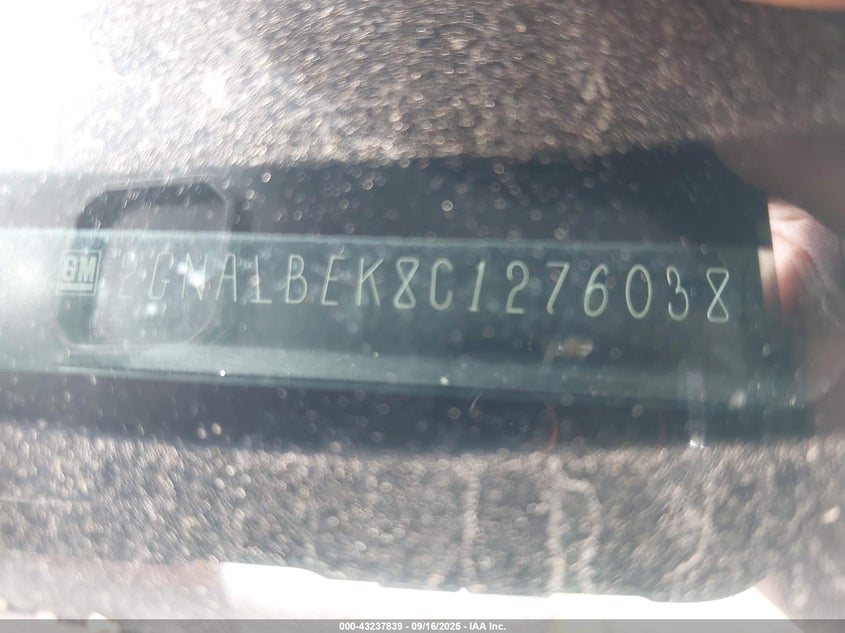 GM 2GNALBEK8C1276038
000-43237839 - 09/16/2025 - IAA Inc.